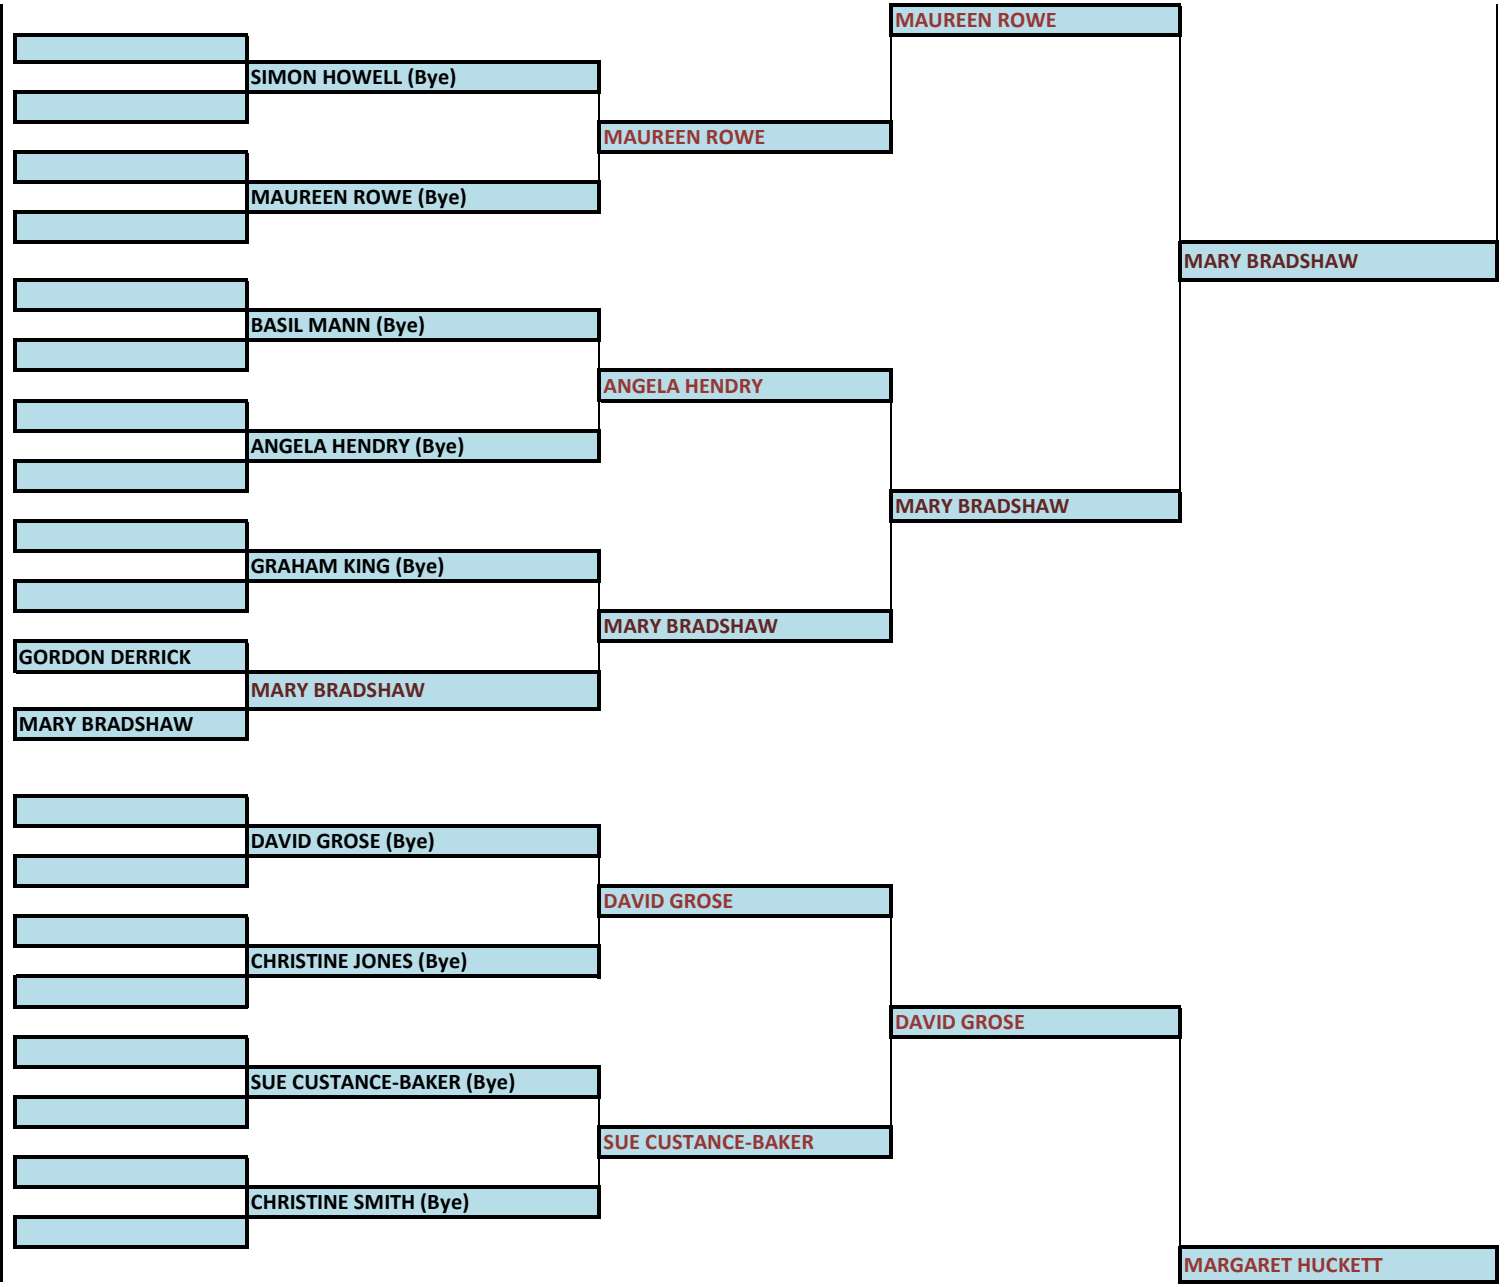 MAUREEN ROWE
SIMON HOWELL (Bye)
MAUREEN ROWE
MAUREEN ROWE (Bye)
MARY BRADSHAW
BASIL MANN (Bye)
ANGELA HENDRY
ANGELA HENDRY (Bye)
MARY BRADSHAW
GRAHAM KING (Bye)
MARY BRADSHAW
GORDON DERRICK
MARY BRADSHAW
MARY BRADSHAW
DAVID GROSE (Bye)
DAVID GROSE
CHRISTINE JONES (Bye)
DAVID GROSE
SUE CUSTANCE-BAKER (Bye)
SUE CUSTANCE-BAKER
CHRISTINE SMITH (Bye)
MARGARET HUCKETT